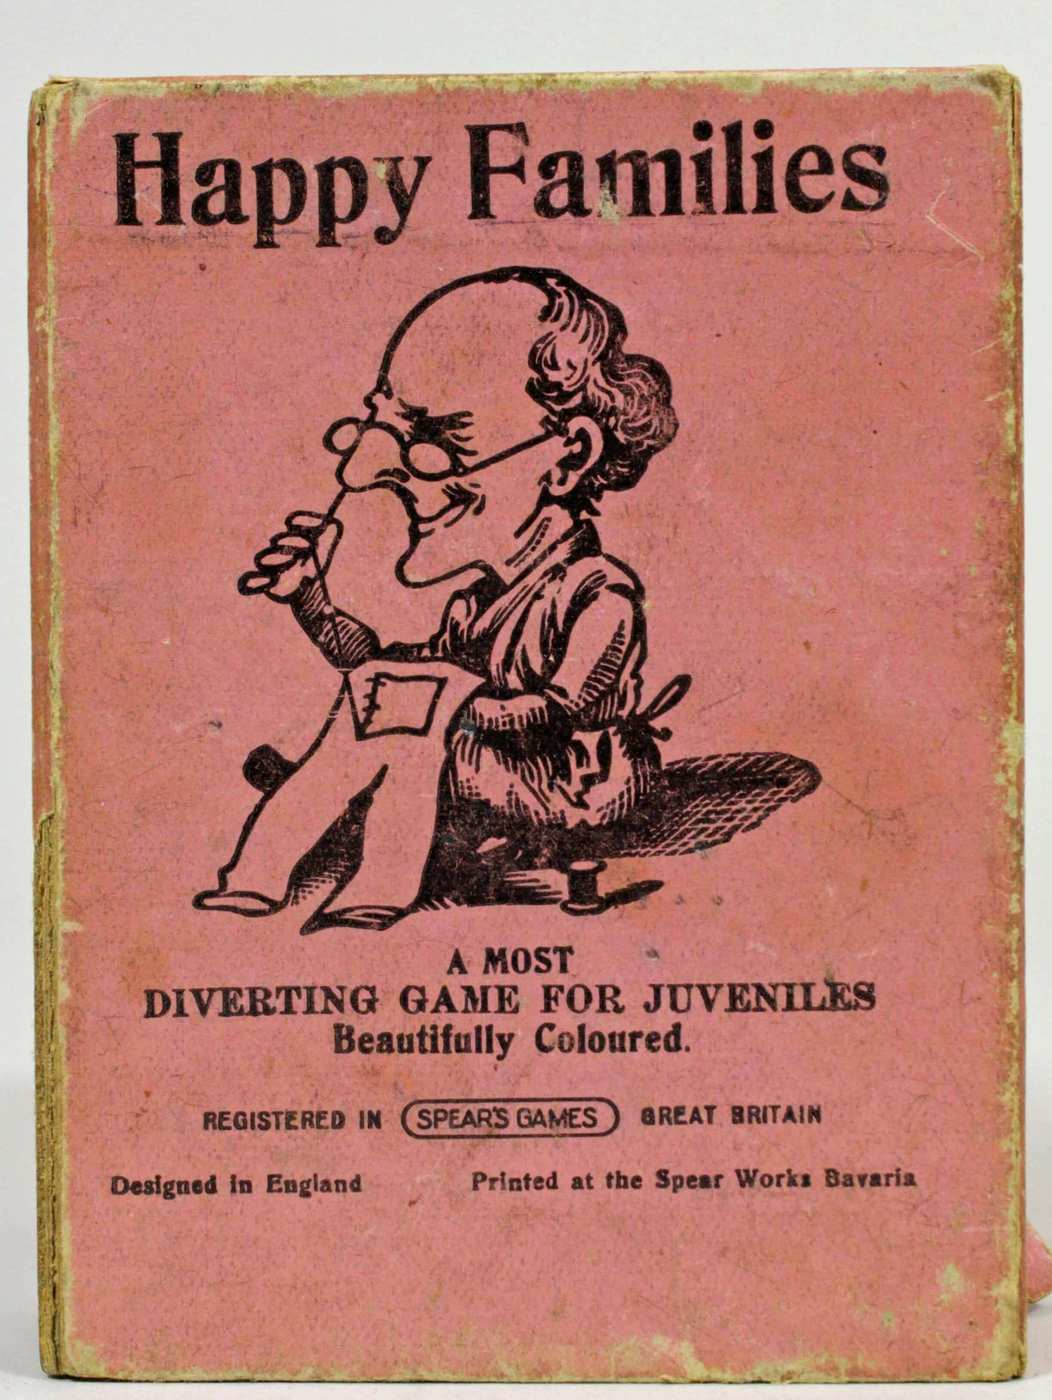 Happy Families
A MOST
DIVERTING GAME FOR JUVENILES
Beautifully Coloured.
REGISTERED IN SPEAR'S GAMES GREAT BRITAIN
Designed in England Printed at the Spear Works Bavaria